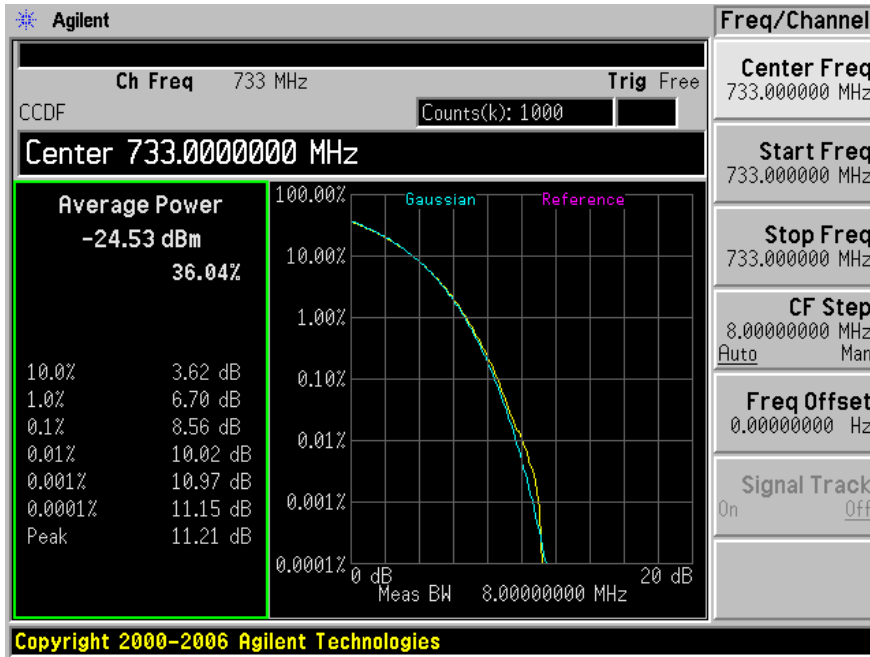 Agilent
Ch Freq 733 MHz Trig Free
CCDF Counts(k): 1000
Center 733.0000000 MHz
Average Power
-24.53 dBm
36.04%
10.0% 3.62 dB
1.0% 6.70 dB
0.1% 8.56 dB
0.01% 10.02 dB
0.001% 10.97 dB
0.0001% 11.15 dB
Peak 11.21 dB
Gaussian Reference
100.00%
10.00%
1.00%
0.10%
0.01%
0.001%
0.0001%
0 dB 20 dB
Meas BW 8.00000000 MHz
Freq/Channel
Center Freq
733.000000 MHz
Start Freq
733.000000 MHz
Stop Freq
733.000000 MHz
CF Step
8.00000000 MHz
Auto Man
Freq Offset
0.00000000 Hz
Signal Track
On Off
Copyright 2000-2006 Agilent Technologies